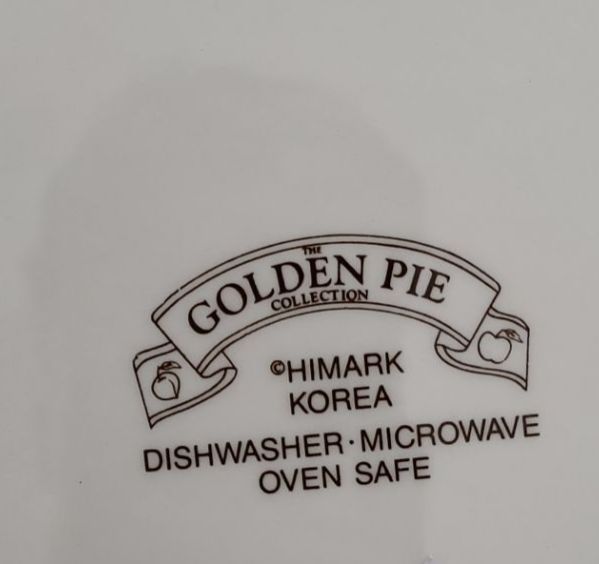 THE
GOLDEN PIE
COLLECTION
©HIMARK
KOREA
DISHWASHER·MICROWAVE
OVEN SAFE